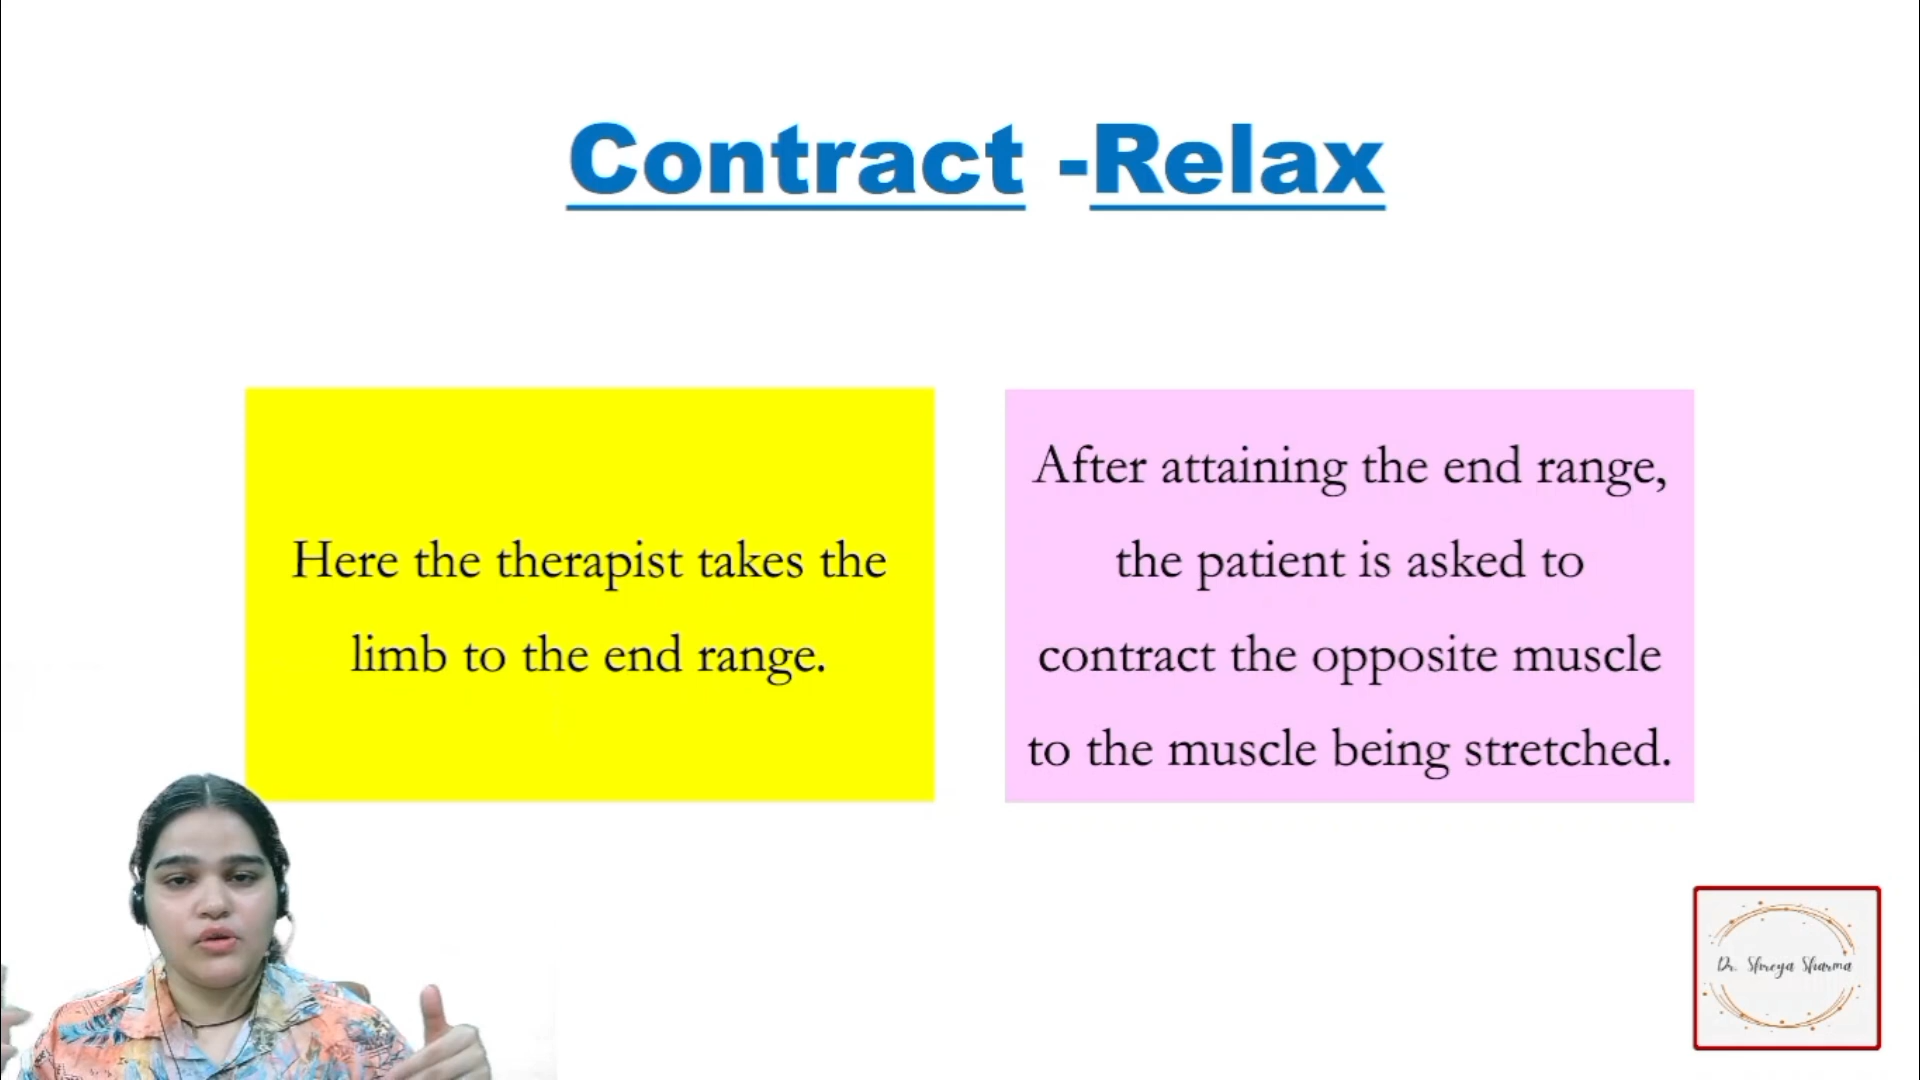 Contract -Relax
Here the therapist takes the
limb to the end range.
After attaining the end range,
the patient is asked to
contract the opposite muscle
to the muscle being stretched.
Dr. Shreya Sharma